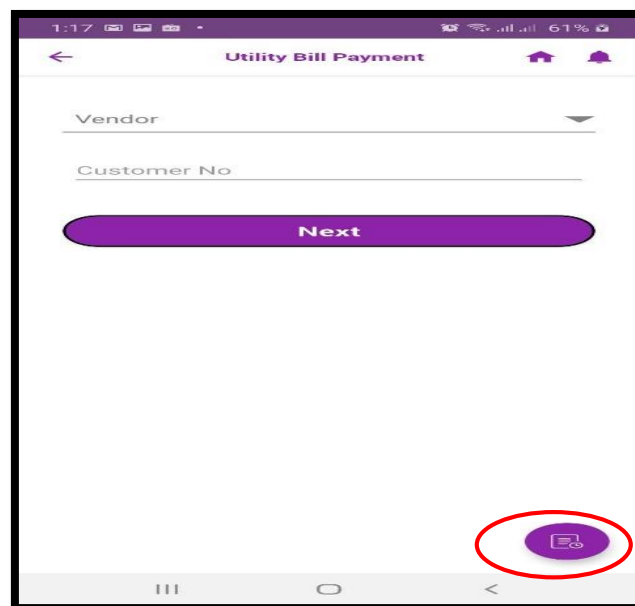 1:17 61%
Utility Bill Payment
Vendor
Customer No
Next